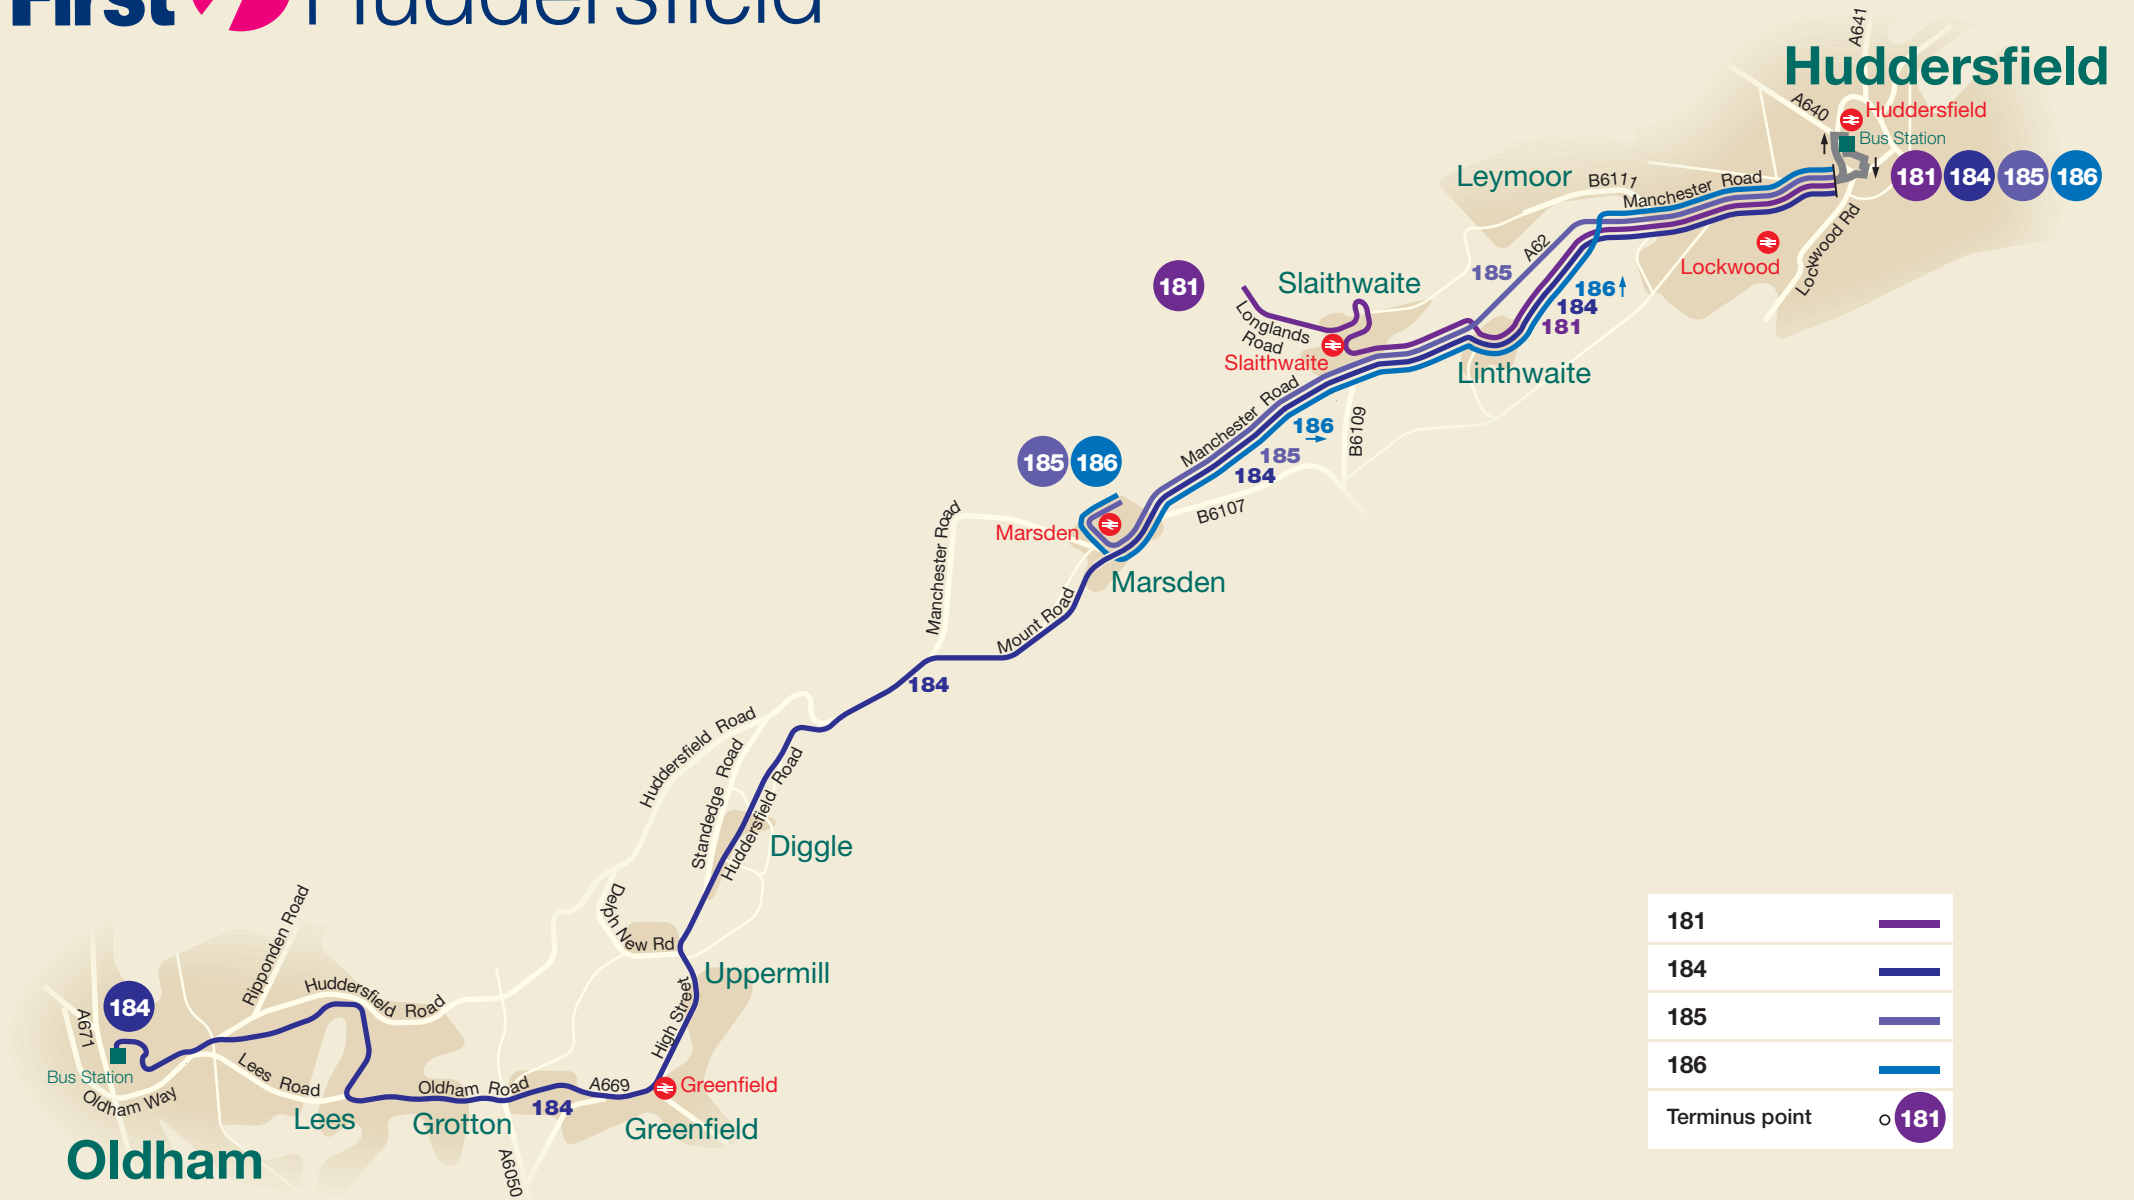 First Huddersfield
A641
Huddersfield
A640
Huddersfield
Bus Station
181 184 185 186
Leymoor
B6111
Manchester Road
Lockwood Rd
Lockwood
A62
185
186
184
181
181
Slaithwaite
Longlands
Road
Slaithwaite
Linthwaite
Manchester Road
186
185
184
B6109
B6107
185 186
Marsden
Marsden
Manchester Road
Mount Road
184
Huddersfield Road
Standedge Road
Huddersfield Road
Diggle
Delph New Rd
Uppermill
High Street
Ripponden Road
Huddersfield Road
184
A671
Bus Station
Oldham Way
Lees Road
Lees
Oldham Road
Grotton
184
A669
Greenfield
Greenfield
A6050
Oldham
181
184
185
186
Terminus point 181